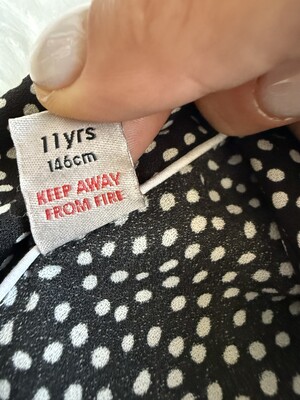 11yrs
146cm
KEEP AWAY
FROM FIRE